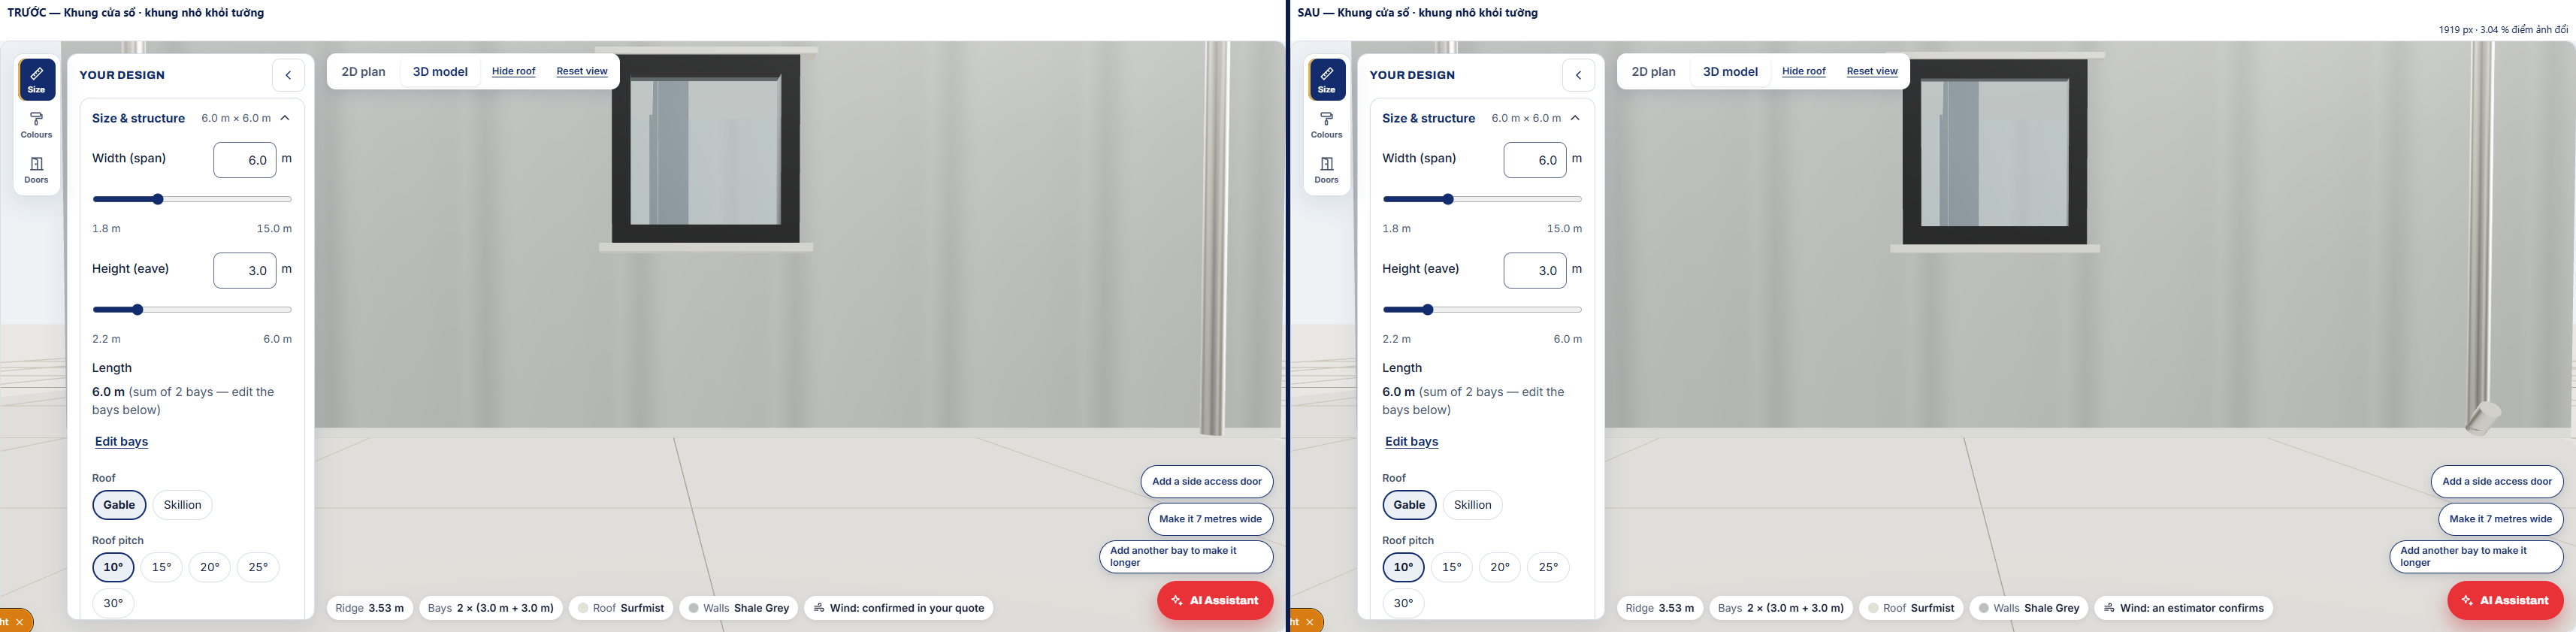 TRƯỚC — Khung cửa sổ · khung nhô khỏi tường
Size
Colours
Doors
YOUR DESIGN
Size & structure 6.0 m × 6.0 m
Width (span) 6.0 m
1.8 m 15.0 m
Height (eave) 3.0 m
2.2 m 6.0 m
Length
6.0 m (sum of 2 bays — edit the
bays below)
Edit bays
Roof
Gable Skillion
Roof pitch
10° 15° 20° 25°
30°
ht ×
2D plan 3D model Hide roof Reset view
Add a side access door
Make it 7 metres wide
Add another bay to make it
longer
AI Assistant
Ridge 3.53 m Bays 2 × (3.0 m + 3.0 m) Roof Surfmist Walls Shale Grey Wind: confirmed in your quote
SAU — Khung cửa sổ · khung nhô khỏi tường
1919 px · 3.04 % điểm ảnh đổi
Size
Colours
Doors
YOUR DESIGN
Size & structure 6.0 m × 6.0 m
Width (span) 6.0 m
1.8 m 15.0 m
Height (eave) 3.0 m
2.2 m 6.0 m
Length
6.0 m (sum of 2 bays — edit the
bays below)
Edit bays
Roof
Gable Skillion
Roof pitch
10° 15° 20° 25°
30°
ht ×
2D plan 3D model Hide roof Reset view
Add a side access door
Make it 7 metres wide
Add another bay to make it
longer
AI Assistant
Ridge 3.53 m Bays 2 × (3.0 m + 3.0 m) Roof Surfmist Walls Shale Grey Wind: an estimator confirms